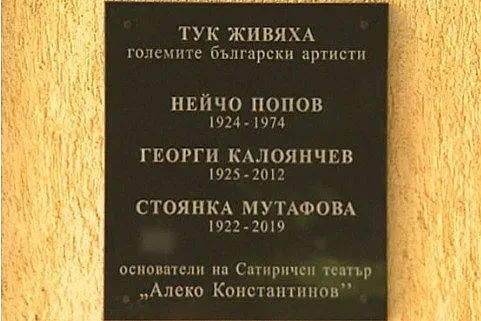 ТУК ЖИВЯХА
големите български артисти
НЕЙЧО ПОПОВ
1924 - 1974
ГЕОРГИ КАЛОЯНЧЕВ
1925 - 2012
СТОЯНКА МУТАФОВА
1922 - 2019
основатели на Сатиричен театър
„Алеко Константинов’’